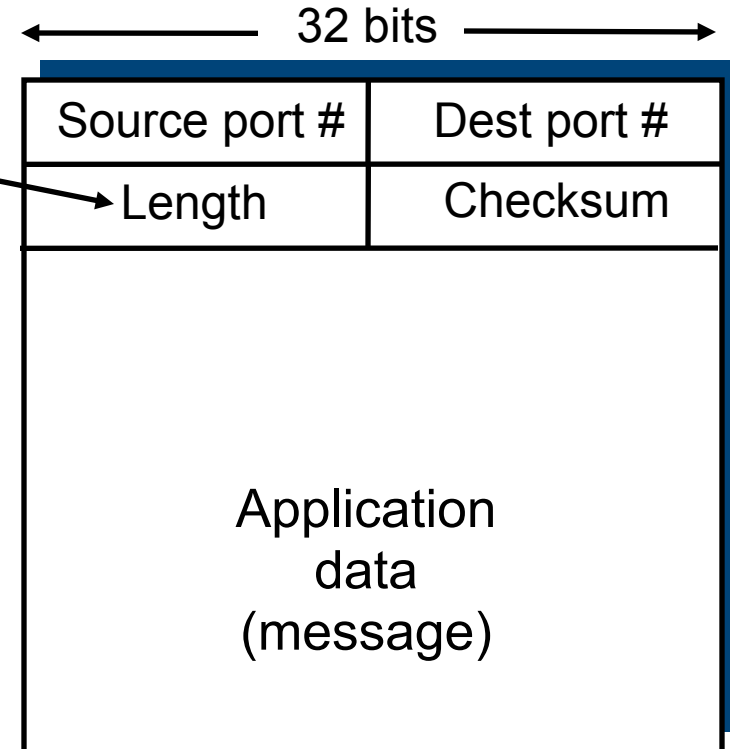 32 bits
Source port # Dest port #
Length Checksum
Application
data
(message)